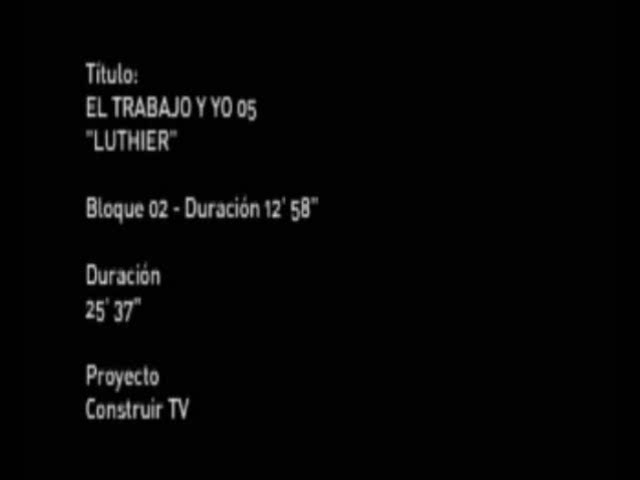 Título:
EL TRABAJO Y YO 05
"LUTHIER"
Bloque 02 - Duración 12' 58"
Duración
25' 37"
Proyecto
Construir TV